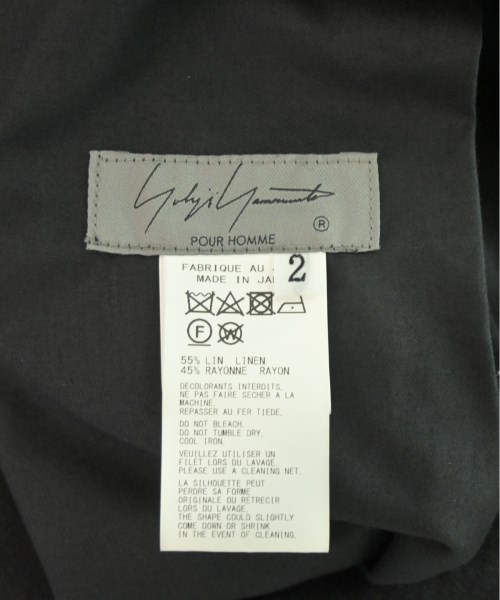 Yohji Yamamoto
®
POUR HOMME
2
FABRIQUE AU
MADE IN JA
F
W
55% LIN LINEN
45% RAYONNE RAYON
DECOLORANTS INTERDITS.
NE PAS FAIRE SECHER A LA
MACHINE.
REPASSER AU FER TIEDE.
DO NOT BLEACH.
DO NOT TUMBLE DRY.
COOL IRON.
VEUILLEZ UTILISER UN
FILET LORS DU LAVAGE.
PLEASE USE A CLEANING NET.
LA SILHOUETTE PEUT
PERDRE SA FORME
ORIGINALE OU RETRECIR
LORS DU LAVAGE.
THE SHAPE COULD SLIGHTLY
COME DOWN OR SHRINK
IN THE EVENT OF CLEANING.